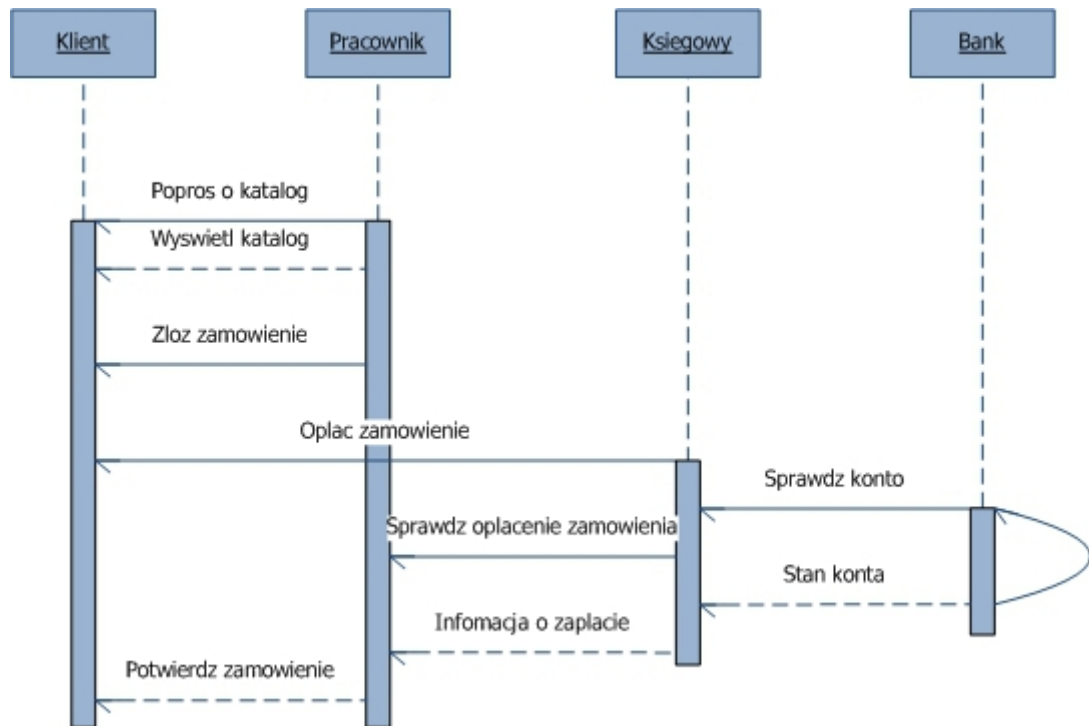 Klient
Pracownik
Ksiegowy
Bank
Popros o katalog
Wyswietl katalog
Zloz zamowienie
Oplac zamowienie
Sprawdz konto
Sprawdz oplacenie zamowienia
Stan konta
Infomacja o zaplacie
Potwierdz zamowienie